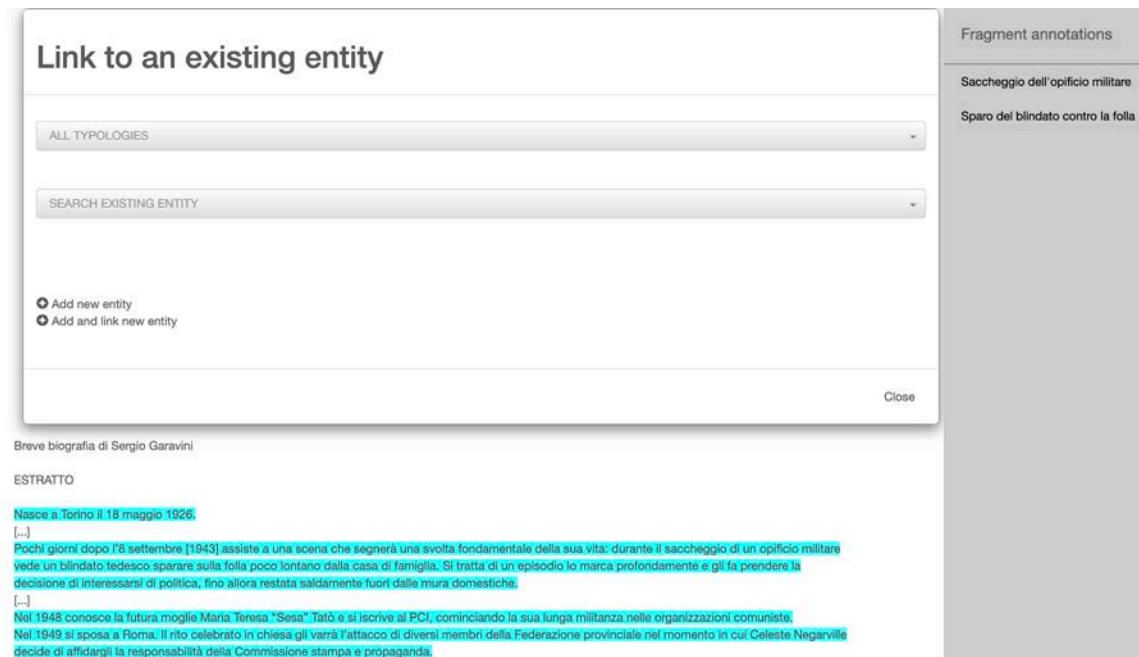 Link to an existing entity
ALL TYPOLOGIES
SEARCH EXISTING ENTITY
Add new entity
Add and link new entity
Close
Fragment annotations
Saccheggio dell'opificio militare
Sparo del blindato contro la folla
Breve biografia di Sergio Garavini
ESTRATTO
Nasce a Torino il 18 maggio 1926.
[...]
Pochi giorni dopo l'8 settembre [1943] assiste a una scena che segnerà una svolta fondamentale della sua vita: durante il saccheggio di un opificio militare
vede un blindato tedesco sparare sulla folla poco lontano dalla casa di famiglia. Si tratta di un episodio lo marca profondamente e gli fa prendere la
decisione di interessarsi di politica, fino allora restata saldamente fuori dalle mura domestiche.
[...]
Nel 1948 conosce la futura moglie Maria Teresa "Sesa" Tatò e si iscrive al PCI, cominciando la sua lunga militanza nelle organizzazioni comuniste.
Nel 1949 si sposa a Roma. Il rito celebrato in chiesa gli varrà l'attacco di diversi membri della Federazione provinciale nel momento in cui Celeste Negarville
decide di affidargli la responsabilità della Commissione stampa e propaganda.